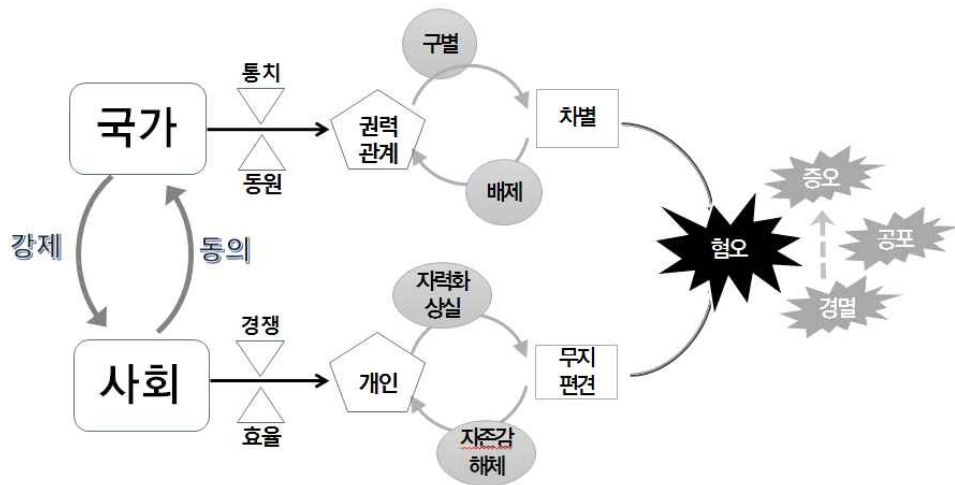 구별
통치
국가
권력
관계
차별
동원
배제
증오
강제
동의
혐오
공포
자력화
상실
경멸
경쟁
사회
개인
무지
편견
효율
자존감
해체